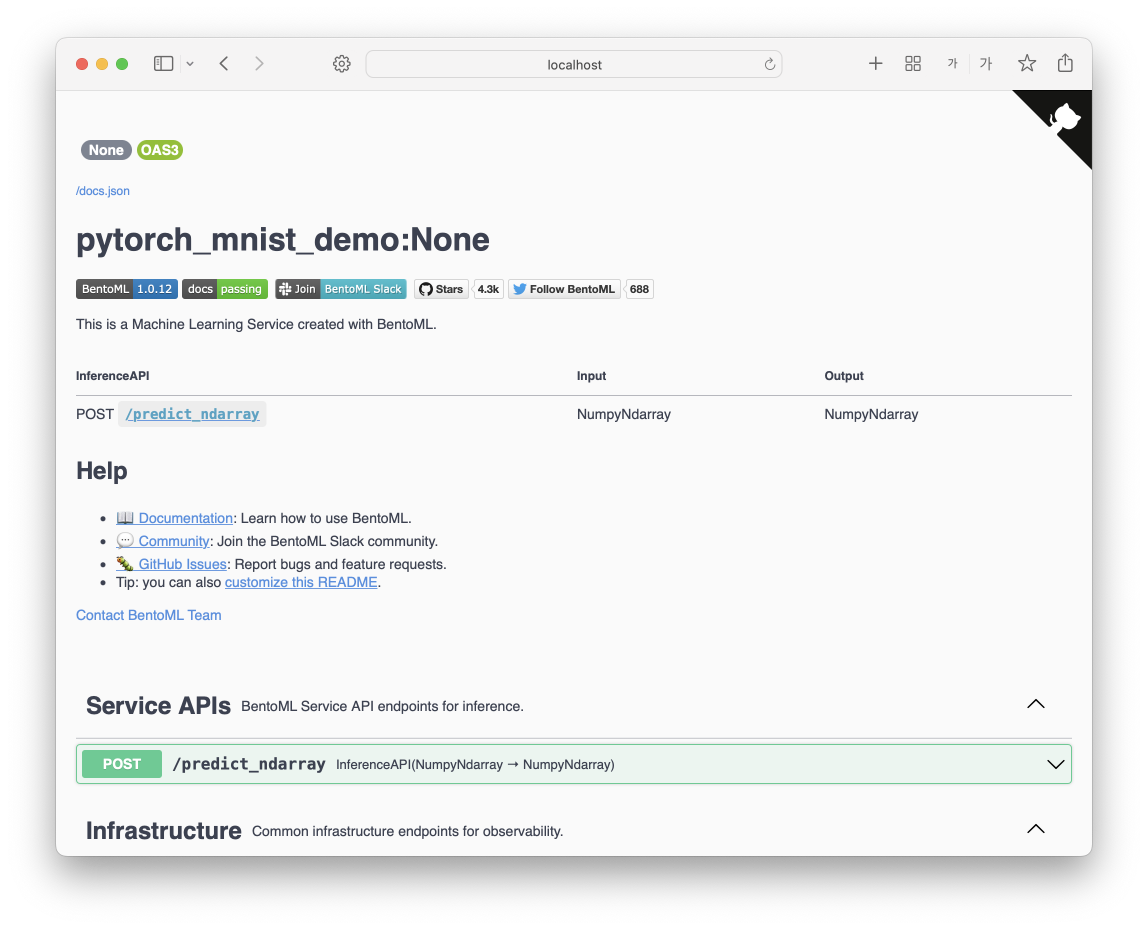 localhost
가 가
None OAS3
/docs.json
pytorch_mnist_demo:None
BentoML 1.0.12 docs passing Join BentoML Slack Stars 4.3k Follow BentoML 688
This is a Machine Learning Service created with BentoML.
InferenceAPI Input Output
POST /predict_ndarray NumpyNdarray NumpyNdarray
Help
📖 Documentation: Learn how to use BentoML.
💬 Community: Join the BentoML Slack community.
🐛 GitHub Issues: Report bugs and feature requests.
Tip: you can also customize this README.
Contact BentoML Team
Service APIs BentoML Service API endpoints for inference.
POST /predict_ndarray InferenceAPI(NumpyNdarray → NumpyNdarray)
Infrastructure Common infrastructure endpoints for observability.